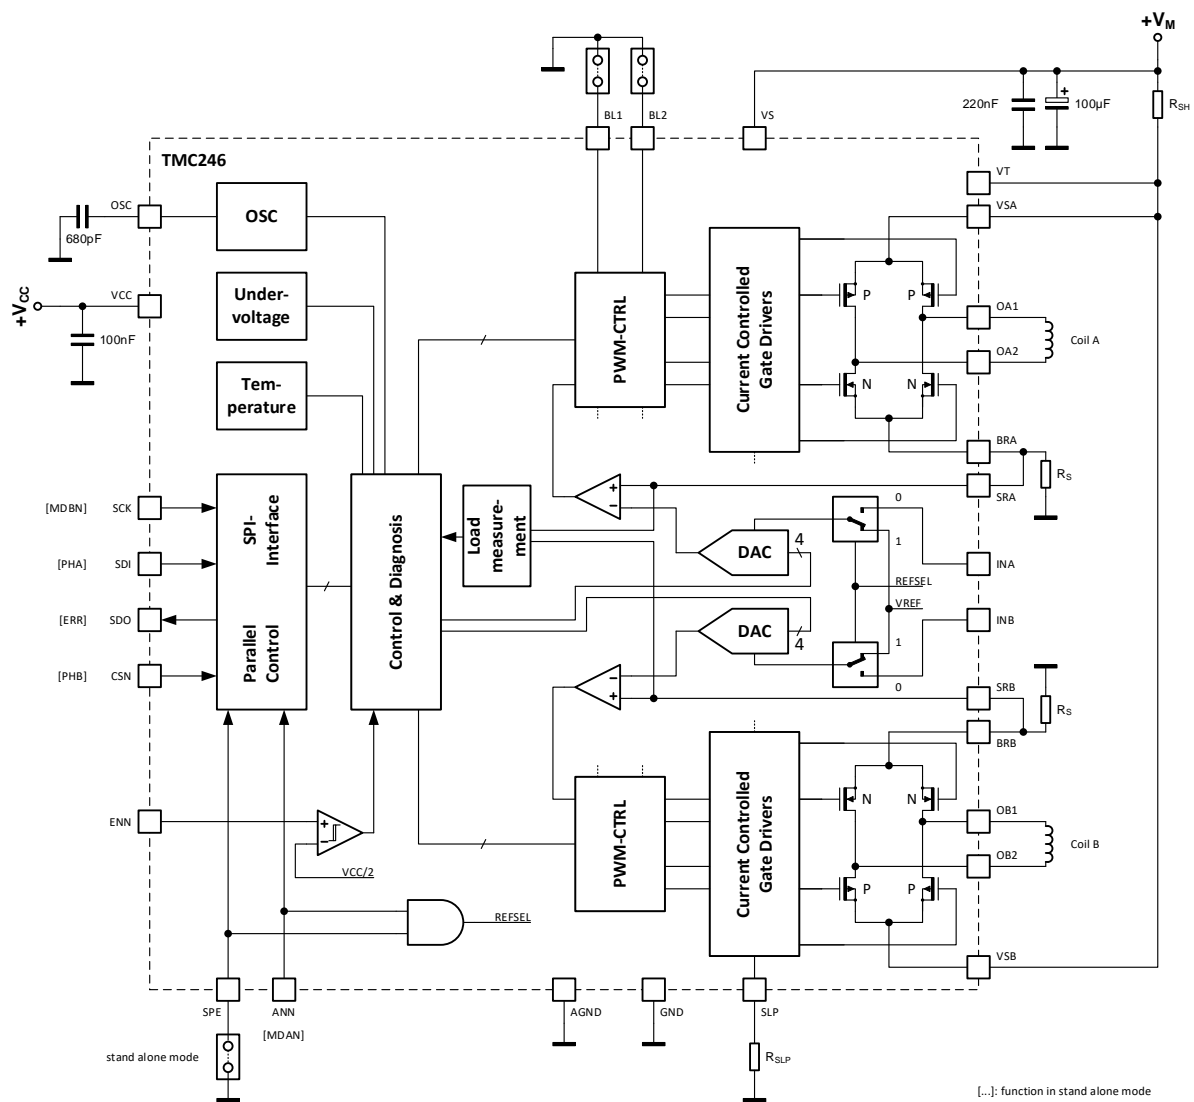 +VM
BL1
BL2
VS
220nF
+
100µF
RSH
TMC246
VT
OSC
OSC
680pF
VSA
VCC
+VCC
100nF
Under-
voltage
PWM-CTRL
Current Controlled
Gate Drivers
P
P
OA1
Coil A
OA2
N
N
Tem-
perature
BRA
RS
SRA
[MDBN]
SCK
SPI-
Interface
Parallel
Control
Control & Diagnosis
Load
measure-
ment
+
−
0
1
DAC
4
[PHA]
SDI
INA
REFSEL
VREF
[ERR]
SDO
INB
DAC
4
1
0
[PHB]
CSN
−
+
SRB
RS
BRB
PWM-CTRL
Current Controlled
Gate Drivers
N
N
OB1
Coil B
OB2
P
P
ENN
+
−
VCC/2
REFSEL
VSB
SPE
ANN
[MDAN]
AGND
GND
SLP
stand alone mode
RSLP
[...]: function in stand alone mode